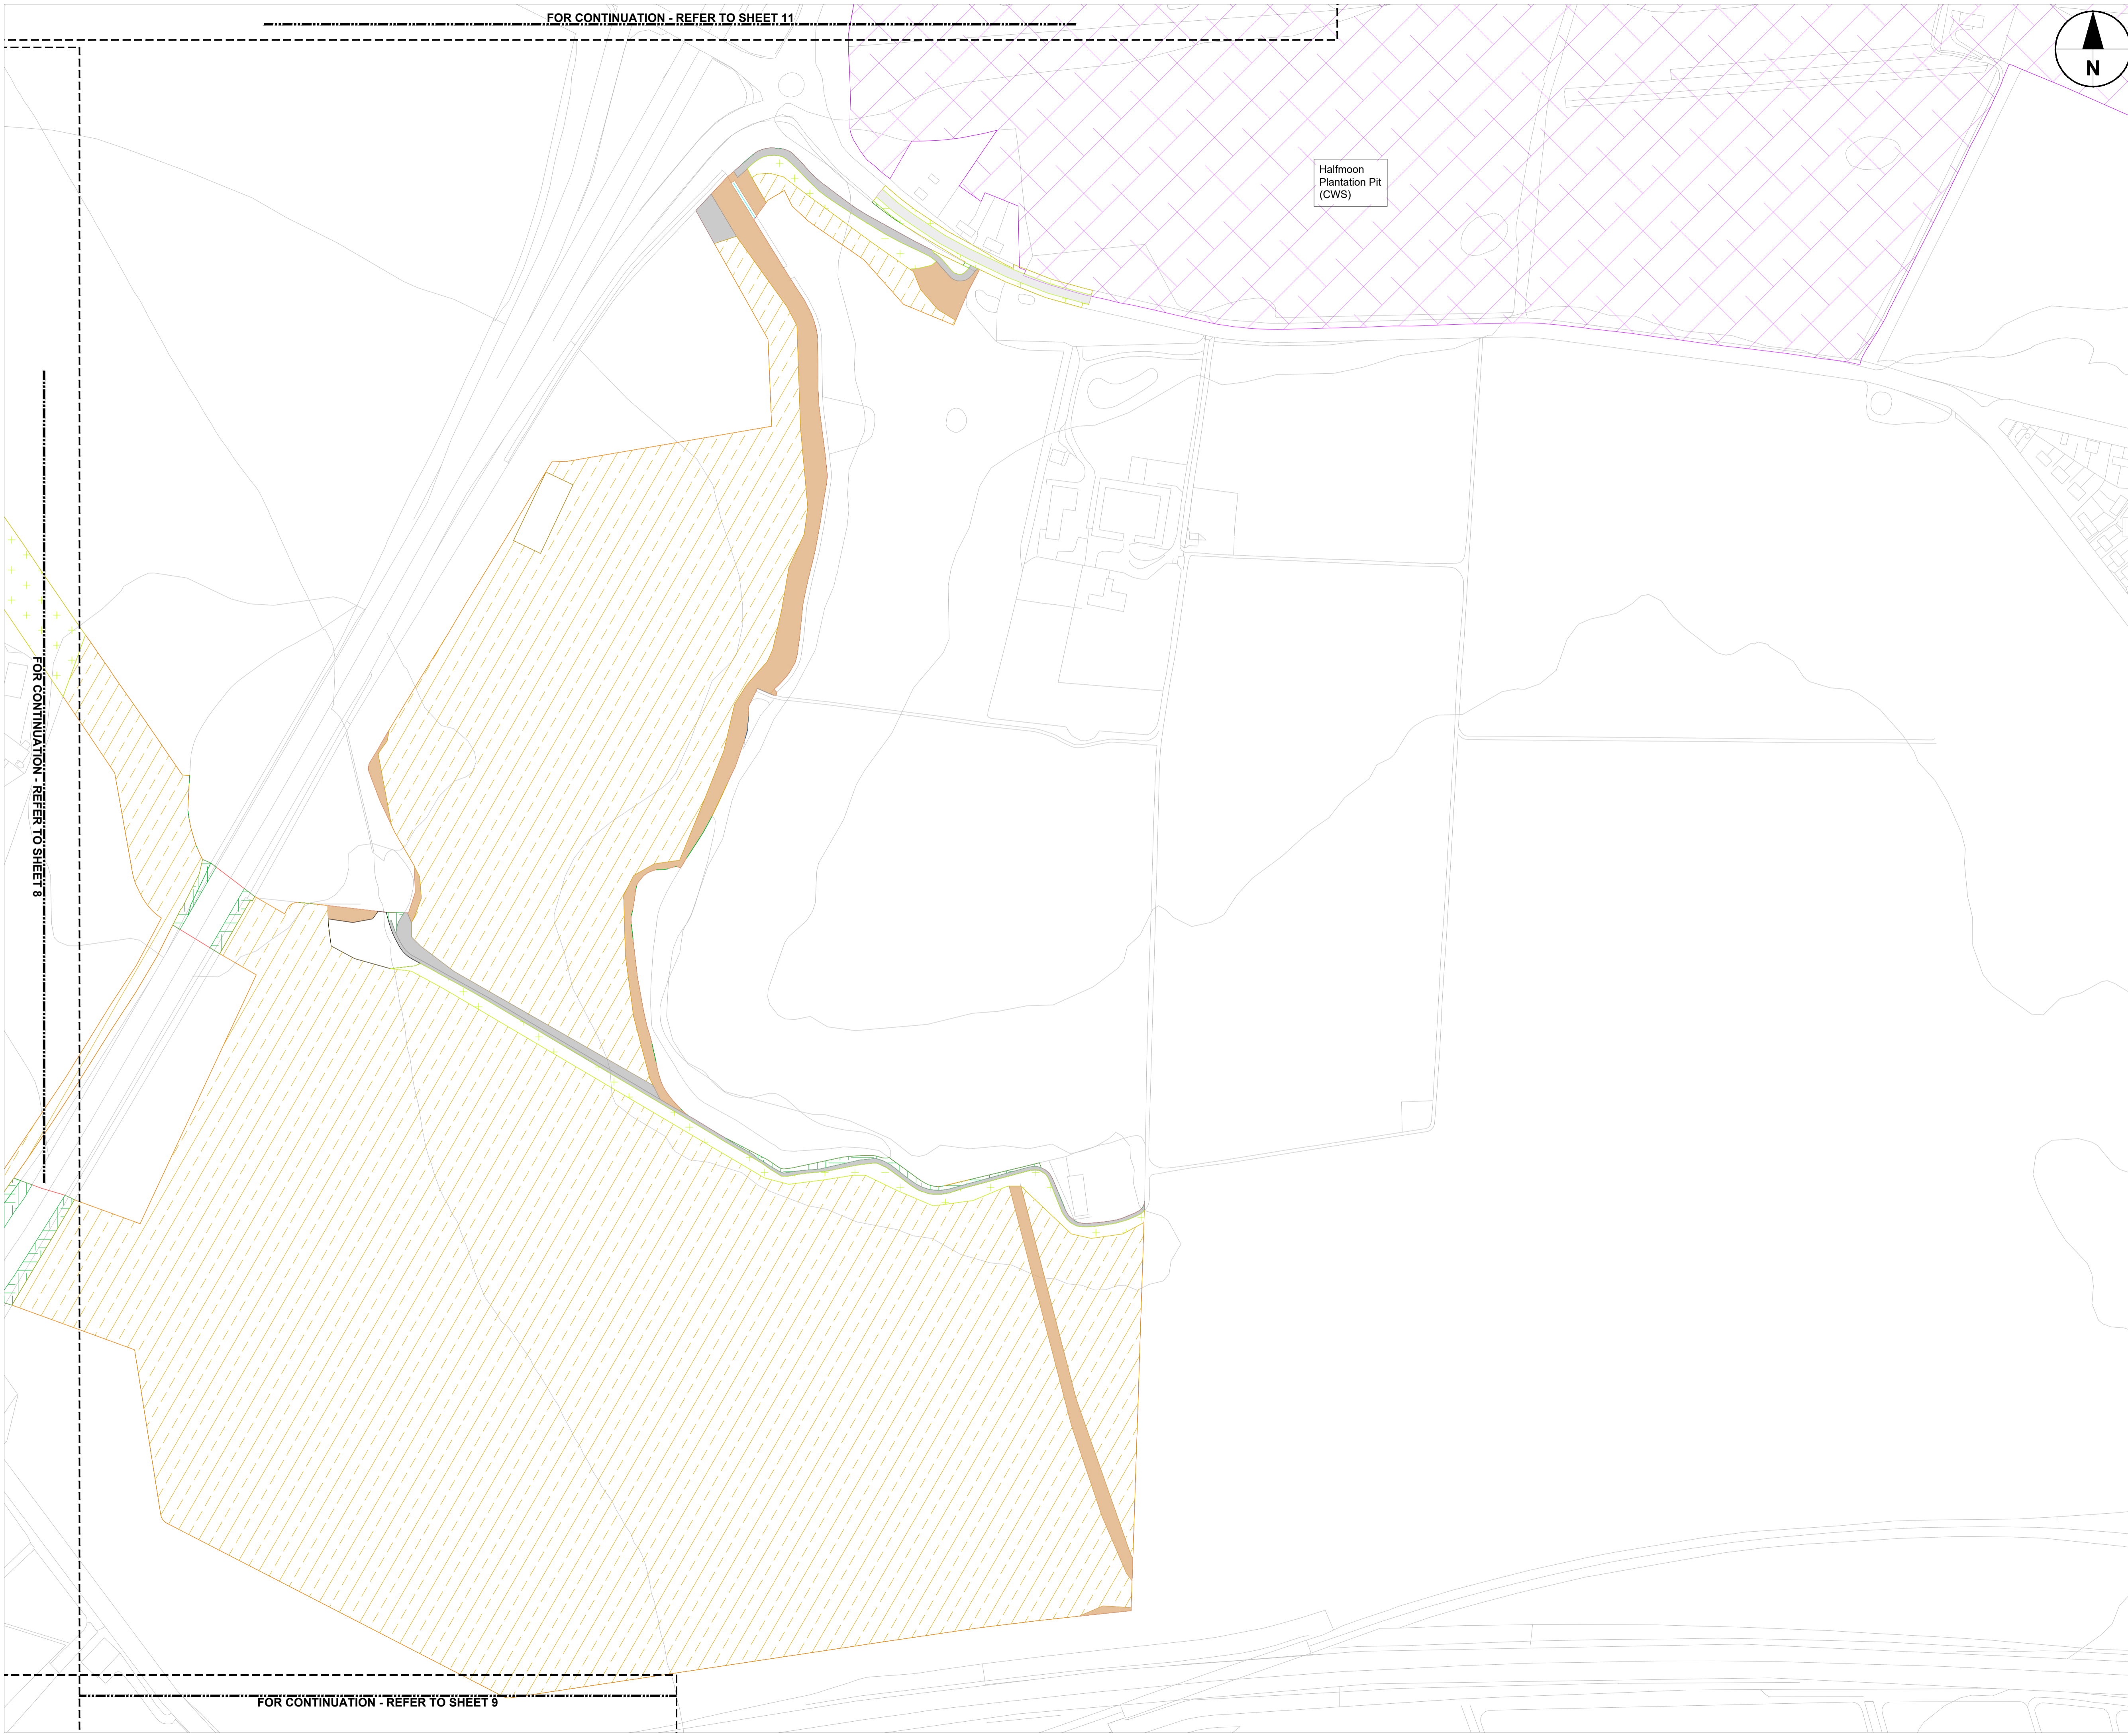 FOR CONTINUATION - REFER TO SHEET 11
N
Halfmoon
Plantation Pit
(CWS)
FOR CONTINUATION - REFER TO SHEET 8
FOR CONTINUATION - REFER TO SHEET 9